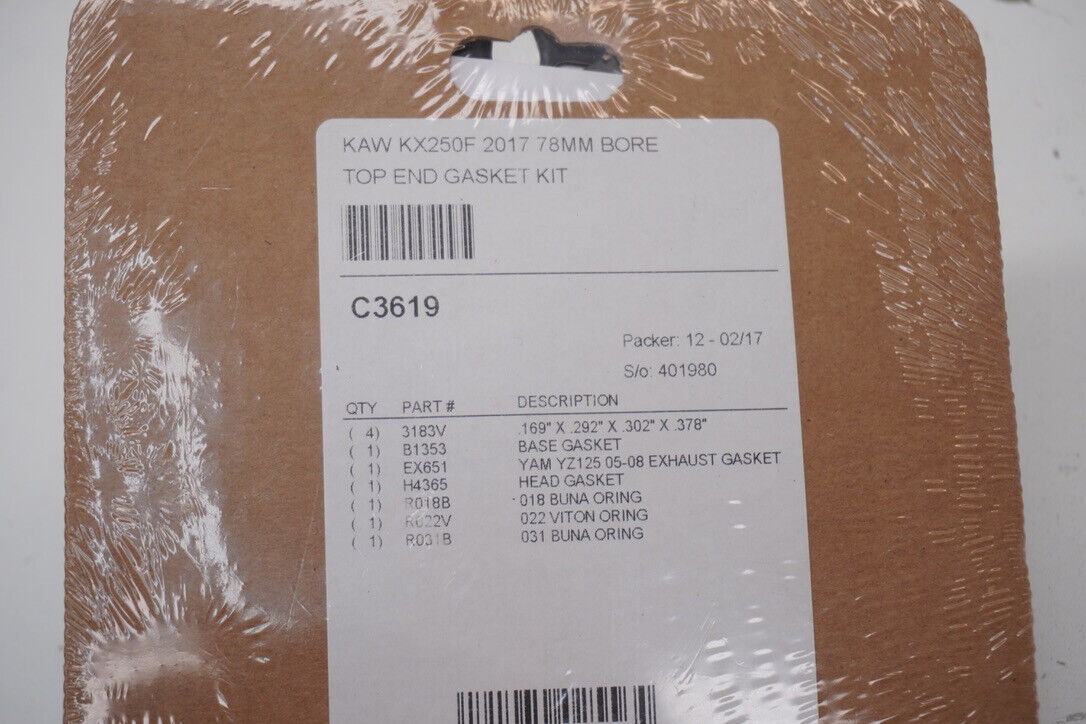 KAW KX250F 2017 78MM BORE
TOP END GASKET KIT
C3619
Packer: 12 - 02/17
S/o: 401980
QTY PART # DESCRIPTION
( 4) 3183V .169" X .292" X .302" X .378"
( 1) B1353 BASE GASKET
( 1) EX651 YAM YZ125 05-08 EXHAUST GASKET
( 1) H4365 HEAD GASKET
( 1) R018B 018 BUNA ORING
( 1) R022V 022 VITON ORING
( 1) R031B 031 BUNA ORING